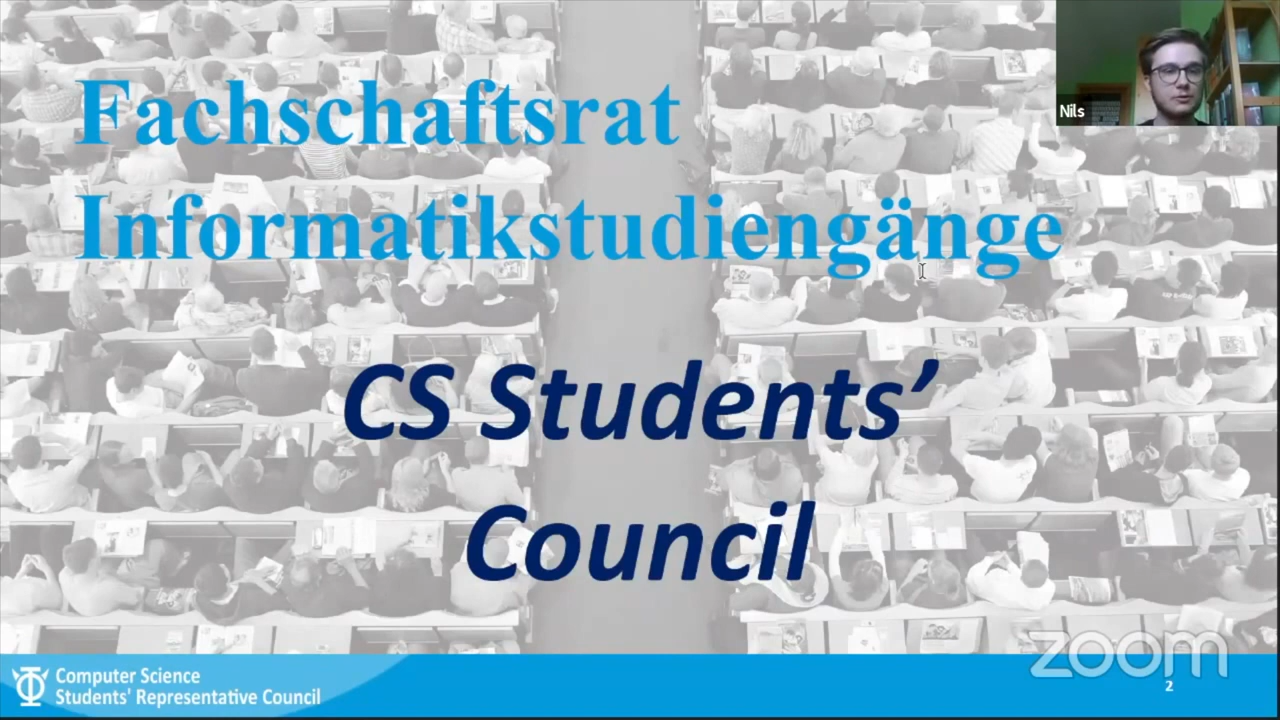 Fachschaftsrat
Informatikstudiengänge
CS Students’
Council
Nils
Computer Science
Students' Representative Council
zoom
2